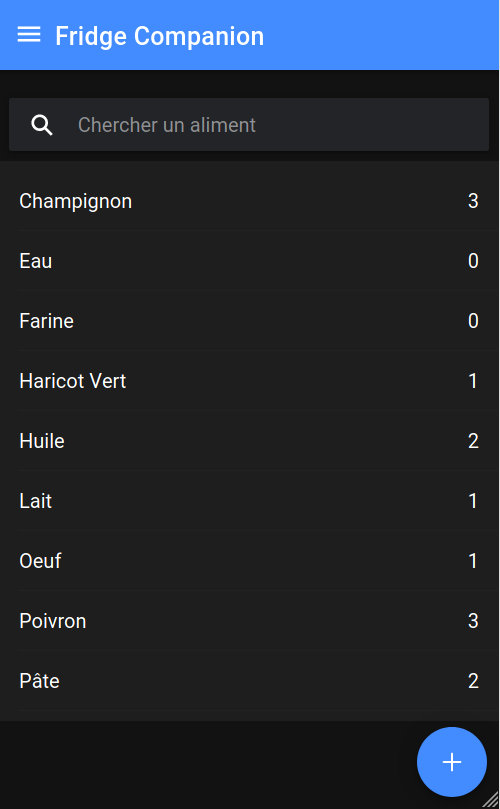 Fridge Companion
Chercher un aliment
Champignon 3
Eau 0
Farine 0
Haricot Vert 1
Huile 2
Lait 1
Oeuf 1
Poivron 3
Pâte 2